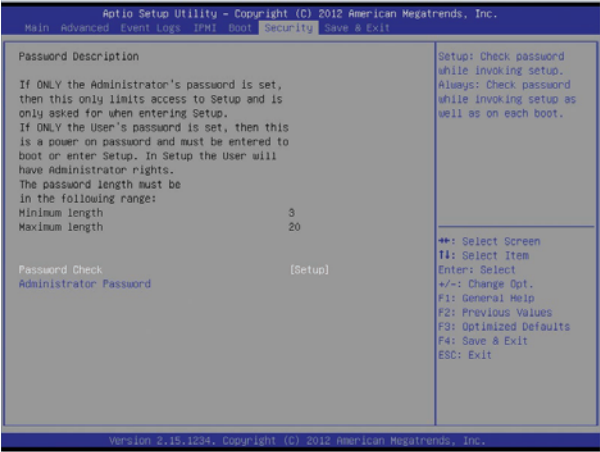 Aptio Setup Utility – Copyright (C) 2012 American Megatrends, Inc.
Main Advanced Event Logs IPMI Boot Security Save & Exit
Password Description
If ONLY the Administrator's password is set,
then this only limits access to Setup and is
only asked for when entering Setup.
If ONLY the User's password is set, then this
is a power on password and must be entered to
boot or enter Setup. In Setup the User will
have Administrator rights.
The password length must be
in the following range:
Minimum length 3
Maximum length 20
Password Check [Setup]
Administrator Password
Setup: Check password
while invoking setup.
Always: Check password
while invoking setup as
well as on each boot.
→←: Select Screen
↑↓: Select Item
Enter: Select
+/-: Change Opt.
F1: General Help
F2: Previous Values
F3: Optimized Defaults
F4: Save & Exit
ESC: Exit
Version 2.15.1234. Copyright (C) 2012 American Megatrends, Inc.